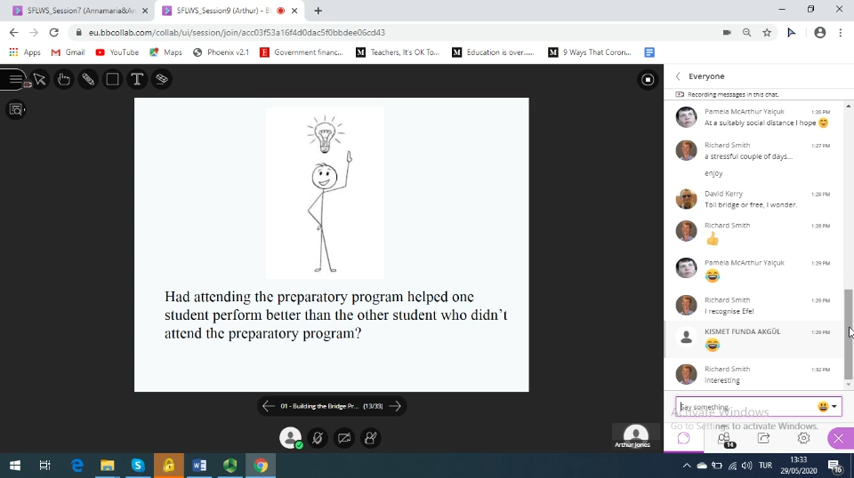 SFLWS_Session7 (Annamaria&An
SFLWS_Session9 (Arthur) - Bl
eu.bbcollab.com/collab/ui/session/join/acc03f53a16f4d0dac5f0bbdee06cd43
Apps
Gmail
YouTube
Maps
Phoenix v2.1
Government financ...
Teachers, It's OK To...
Education is over......
9 Ways That Coron...
Everyone
Recording messages in this chat.
Pamela McArthur Yalçuk 1:26 PM
At a suitably social distance I hope 😊
Richard Smith 1:27 PM
a stressful couple of days...
enjoy
David Kerry 1:28 PM
Toll bridge or free, I wonder.
Richard Smith 1:28 PM
👍
Pamela McArthur Yalçuk 1:29 PM
😂
Richard Smith 1:29 PM
I recognise Efe!
KISMET FUNDA AKGÜL 1:29 PM
😂
Richard Smith 1:32 PM
interesting
Say something
Had attending the preparatory program helped one
student perform better than the other student who didn't
attend the preparatory program?
01 - Building the Bridge Pr... (13/33)
Arthur Jones
14
Activate Windows
Go to Settings to activate Windows.
TUR
13:33
29/05/2020
16